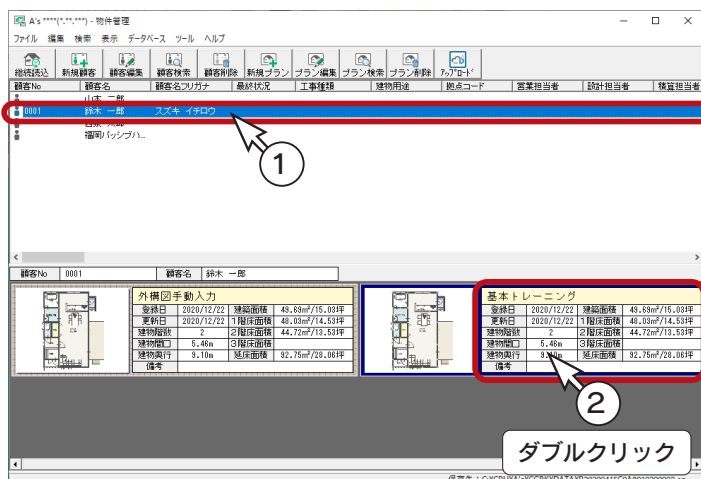 A's ****(*.**.***) - 物件管理
ファイル 編集 検索 表示 データベース ツール ヘルプ
継続読込 新規顧客 顧客編集 顧客検索 顧客削除 新規プラン プラン編集 プラン検索 プラン削除 アップロード
顧客No 顧客名 顧客名フリガナ 最終状況 工事種類 建物用途 拠点コード 営業担当者 設計担当者 積算担当者
山本 二郎
0001 鈴木 一郎 スズキ イチロウ
福岡パッシブハ...
1
顧客No 0001 顧客名 鈴木 一郎
外構図手動入力
登録日 2020/12/22 建築面積 49.69m²/15.03坪
更新日 2020/12/22 1階床面積 48.03m²/14.53坪
建物階数 2 2階床面積 44.72m²/13.53坪
建物間口 5.46m 3階床面積
建物奥行 9.10m 延床面積 92.75m²/28.06坪
備考
基本トレーニング
登録日 2020/12/22 建築面積 49.69m²/15.03坪
更新日 2020/12/22 1階床面積 48.03m²/14.53坪
建物階数 2 2階床面積 44.72m²/13.53坪
建物間口 5.46m 3階床面積
建物奥行 9.10m 延床面積 92.75m²/28.06坪
備考
2
ダブルクリック